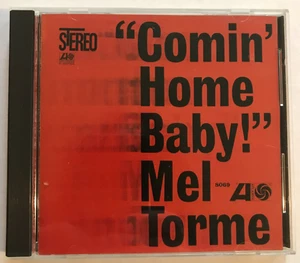 STEREO
"Comin'
Home
Baby!"
Mel
8069
Torme